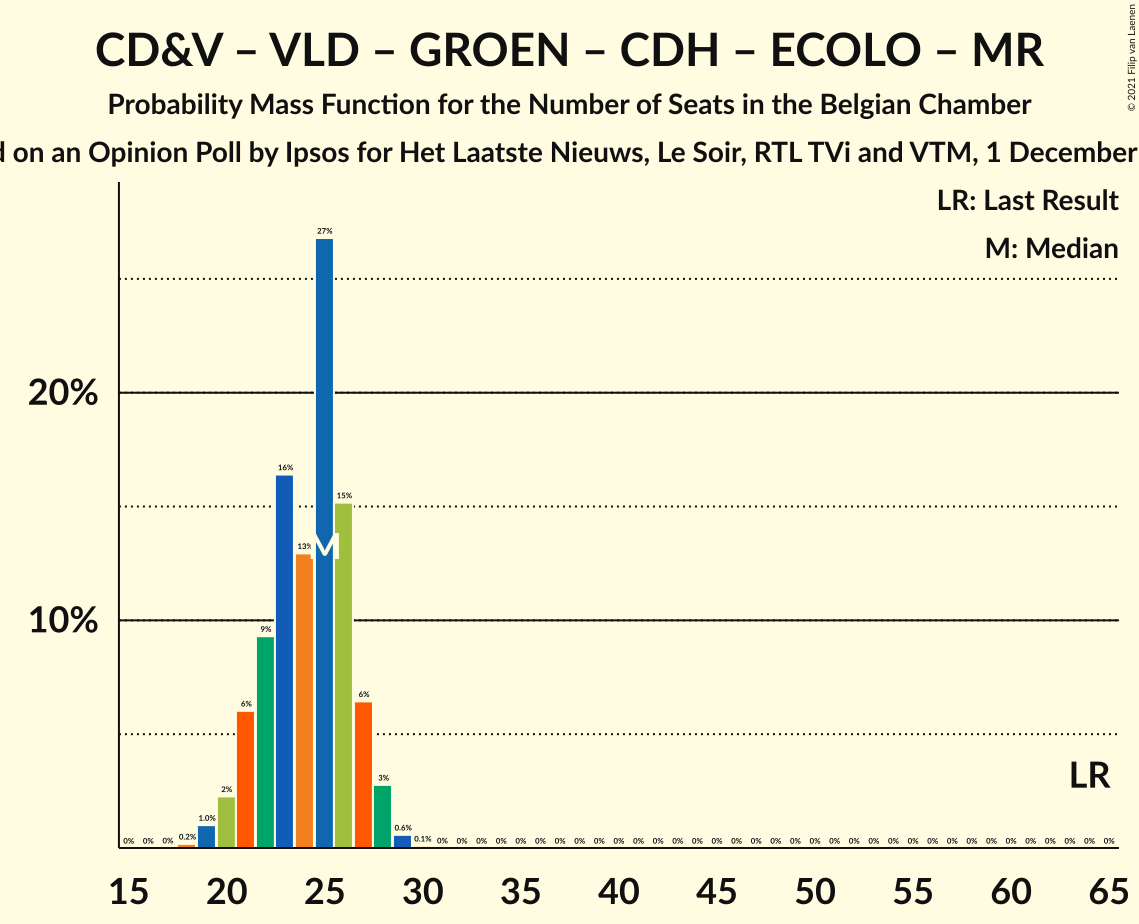 CD&V – VLD – GROEN – CDH – ECOLO – MR
Probability Mass Function for the Number of Seats in the Belgian Chamber
on an Opinion Poll by Ipsos for Het Laatste Nieuws, Le Soir, RTL TVi and VTM, 1 December
© 2021 Filip van Laenen
LR: Last Result
M: Median
20%
10%
0% 0% 0% 0.2% 1.0% 2% 6% 9% 16% 13% 27% 15% 6% 3% 0.6% 0.1% 0% 0% 0% 0% 0% 0% 0% 0% 0% 0% 0% 0% 0% 0% 0% 0% 0% 0% 0% 0% 0% 0% 0% 0% 0% 0% 0% 0% 0% 0% 0% 0% 0% 0% 0%
M
LR
15 20 25 30 35 40 45 50 55 60 65